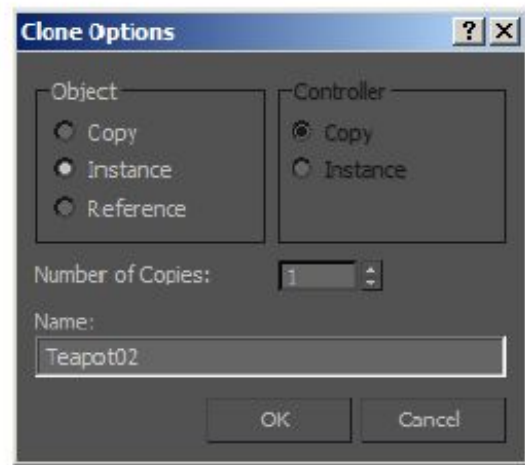 Clone Options
Object
Copy
Instance
Reference
Controller
Copy
Instance
Number of Copies: 1
Name:
Teapot02
OK Cancel